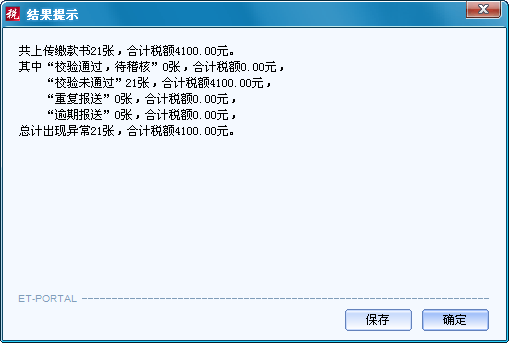 税 结果提示
共上传缴款书21张，合计税额4100.00元。
其中“校验通过，待稽核”0张，合计税额0.00元，
“校验未通过”21张，合计税额4100.00元，
“重复报送”0张，合计税额0.00元，
“逾期报送”0张，合计税额0.00元，
总计出现异常21张，合计税额4100.00元。
ET-PORTAL
保存 确定